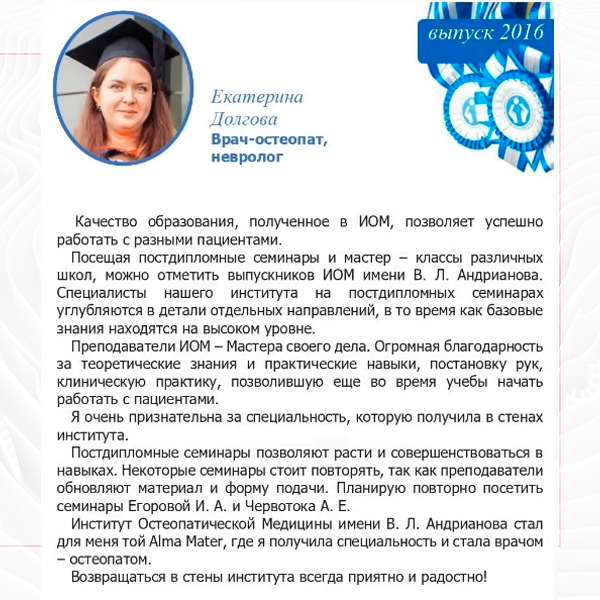 выпуск 2016
Екатерина
Долгова
Врач-остеопат,
невролог
Качество образования, полученное в ИОМ, позволяет успешно
работать с разными пациентами.
Посещая постдипломные семинары и мастер – классы различных
школ, можно отметить выпускников ИОМ имени В. Л. Андрианова.
Специалисты нашего института на постдипломных семинарах
углубляются в детали отдельных направлений, в то время как базовые
знания находятся на высоком уровне.
Преподаватели ИОМ – Мастера своего дела. Огромная благодарность
за теоретические знания и практические навыки, постановку рук,
клиническую практику, позволившую еще во время учебы начать
работать с пациентами.
Я очень признательна за специальность, которую получила в стенах
института.
Постдипломные семинары позволяют расти и совершенствоваться в
навыках. Некоторые семинары стоит повторять, так как преподаватели
обновляют материал и форму подачи. Планирую повторно посетить
семинары Егоровой И. А. и Червотока А. Е.
Институт Остеопатической Медицины имени В. Л. Андрианова стал
для меня той Alma Mater, где я получила специальность и стала врачом
– остеопатом.
Возвращаться в стены института всегда приятно и радостно!